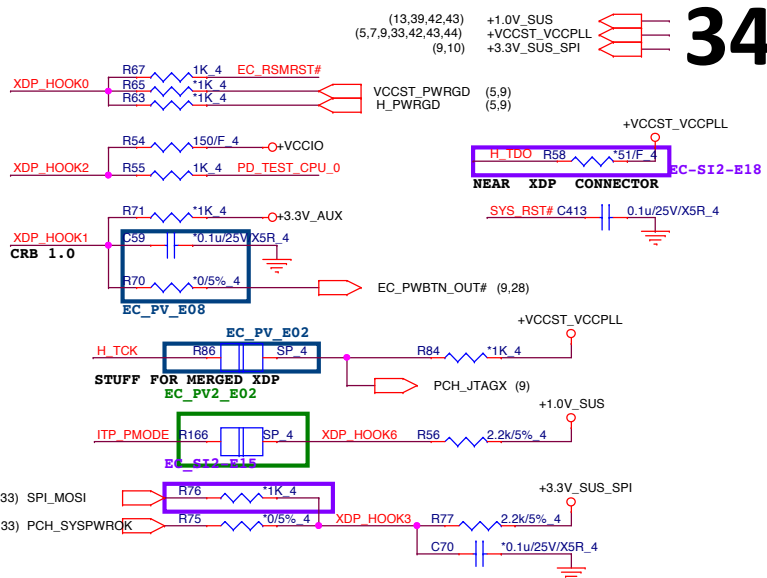 (13,39,42,43) +1.0V_SUS
(5,7,9,33,42,43,44) +VCCST_VCCPLL
(9,10) +3.3V_SUS_SPI
34
R67 1K_4 EC_RSMRST#
XDP_HOOK0 R65 *1K_4 VCCST_PWRGD (5,9)
R63 *1K_4 H_PWRGD (5,9)
R54 150/F_4 +VCCIO
XDP_HOOK2 R55 1K_4 PD_TEST_CPU_0
+VCCST_VCCPLL
H_TDO R58 *51/F_4
EC-SI2-E18
NEAR XDP CONNECTOR
R71 *1K_4 +3.3V_AUX
SYS_RST# C413 0.1u/25V/X5R_4
XDP_HOOK1 C59 *0.1u/25V/X5R_4
CRB 1.0
R70 *0/5%_4 EC_PWBTN_OUT# (9,28)
EC_PV_E08
+VCCST_VCCPLL
EC_PV_E02
H_TCK R86 SP_4 R84 *1K_4
STUFF FOR MERGED XDP
PCH_JTAGX (9)
EC_PV2_E02
+1.0V_SUS
ITP_PMODE R166 SP_4 XDP_HOOK6 R56 2.2k/5%_4
EC_SI2-E15
+3.3V_SUS_SPI
33) SPI_MOSI R76 *1K_4
33) PCH_SYSPWROK R75 *0/5%_4 XDP_HOOK3 R77 2.2k/5%_4
C70 *0.1u/25V/X5R_4